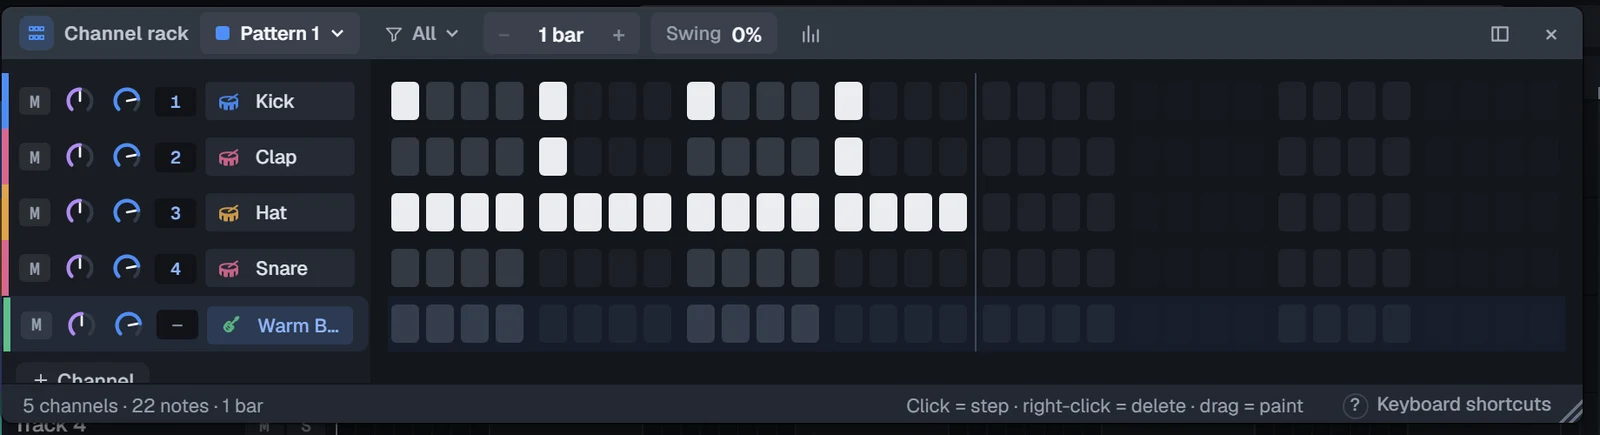 Channel rack Pattern 1 All − 1 bar + Swing 0%
M 1 Kick
M 2 Clap
M 3 Hat
M 4 Snare
M – Warm B...
+ Channel
5 channels · 22 notes · 1 bar Click = step · right-click = delete · drag = paint ? Keyboard shortcuts
Track 4 M S